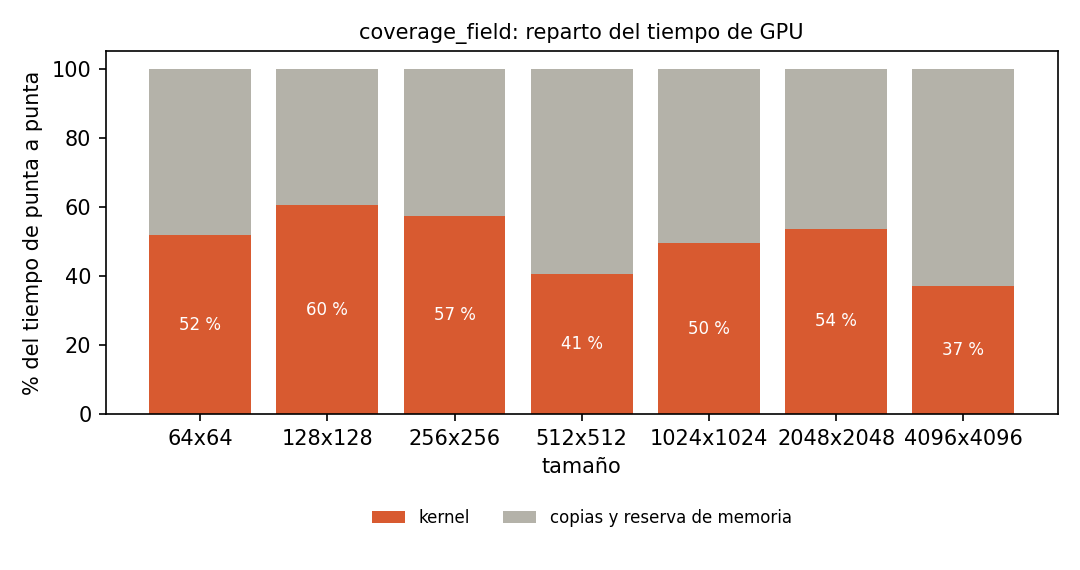 coverage_field: reparto del tiempo de GPU
% del tiempo de punta a punta
100
80
60
40
20
0
52 %
60 %
57 %
41 %
50 %
54 %
37 %
64x64
128x128
256x256
512x512
1024x1024
2048x2048
4096x4096
tamaño
kernel
copias y reserva de memoria